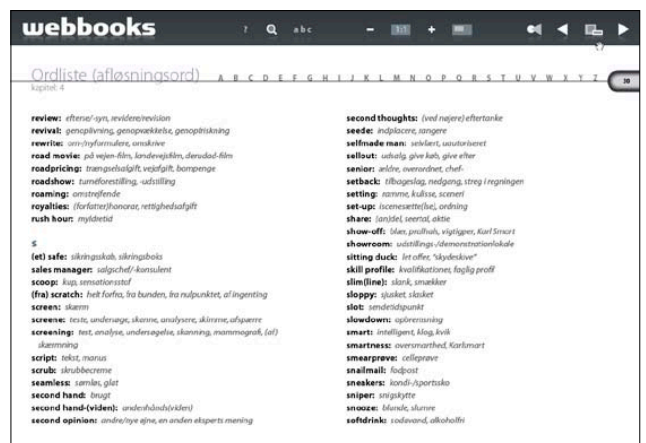 webbooks
? abc − 1:1 +
Ordliste (afløsningsord)
kapitel: 4
A B C D E F G H I J K L M N O P Q R S T U V W X Y Z
30
review: efterse/-syn, revidere/revision
revival: genoplivning, genopvækkelse, genopfriskning
rewrite: om-/nyformulere, omskrive
road movie: på vejen-film, landevejsfilm, derudad-film
roadpricing: trængselsafgift, vejafgift, bompenge
roadshow: turnéforestilling, -udstilling
roaming: omstrejfende
royalties: (forfatter)honorar, rettighedsafgift
rush hour: myldretid
S
(et) safe: sikringsskab, sikringsboks
sales manager: salgschef/-konsulent
scoop: kup, sensationsstof
(fra) scratch: helt forfra, fra bunden, fra nulpunktet, af ingenting
screen: skærm
screene: teste, undersøge, skanne, analysere, skimme, afspærre
screening: test, analyse, undersøgelse, skanning, mammografi, (af)
skærmning
script: tekst, manus
scrub: skrubbecreme
seamless: sømløs, glat
second hand: brugt
second hand-(viden): andenhånds(viden)
second opinion: andre/nye øjne, en anden eksperts mening
second thoughts: (ved nøjere) eftertanke
seede: indplacere, rangere
selfmade man: selvlært, uautoriseret
sellout: udsalg, give køb, give efter
senior: ældre, overordnet, chef-
setback: tilbageslag, nedgang, streg i regningen
setting: ramme, kulisse, sceneri
set-up: iscenesætte(lse), ordning
share: (an)del, seertal, aktie
show-off: blær, pralhals, vigtigper, Karl Smart
showroom: udstillings-/demonstrationlokale
sitting duck: let offer, "skydeskive"
skill profile: kvalifikationer, faglig profil
slim(line): slank, smækker
sloppy: sjusket, slasket
slot: sendetidspunkt
slowdown: opbremsning
smart: intelligent, klog, kvik
smartness: oversmarthed, Karlsmart
smearprøve: celleprøve
snailmail: fodpost
sneakers: kondi-/sportssko
sniper: snigskytte
snooze: blunde, slumre
softdrink: sodavand, alkoholfri